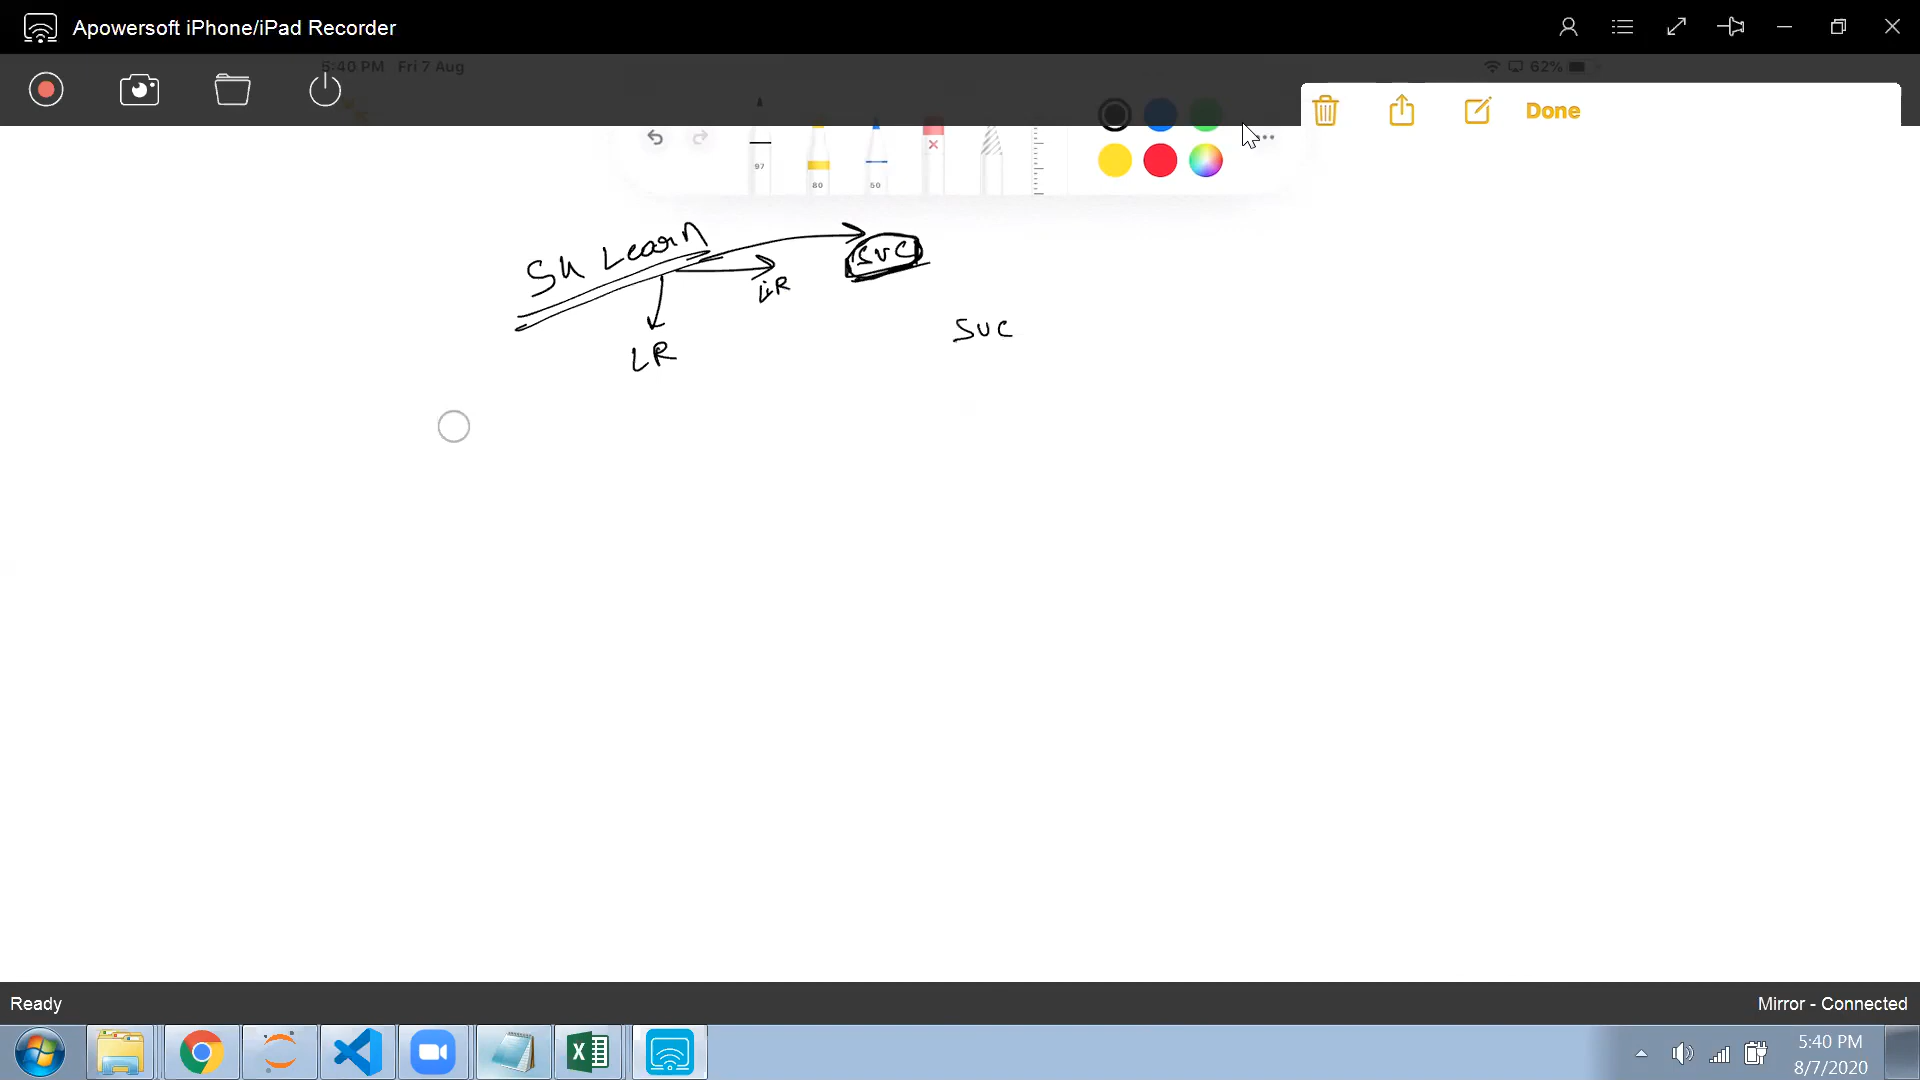 Apowersoft iPhone/iPad Recorder
5:40 PM Fri 7 Aug
62%
Done
97
80
50
Sk Learn
SVC
LiR
LR
SVC
Ready
Mirror - Connected
5:40 PM
8/7/2020